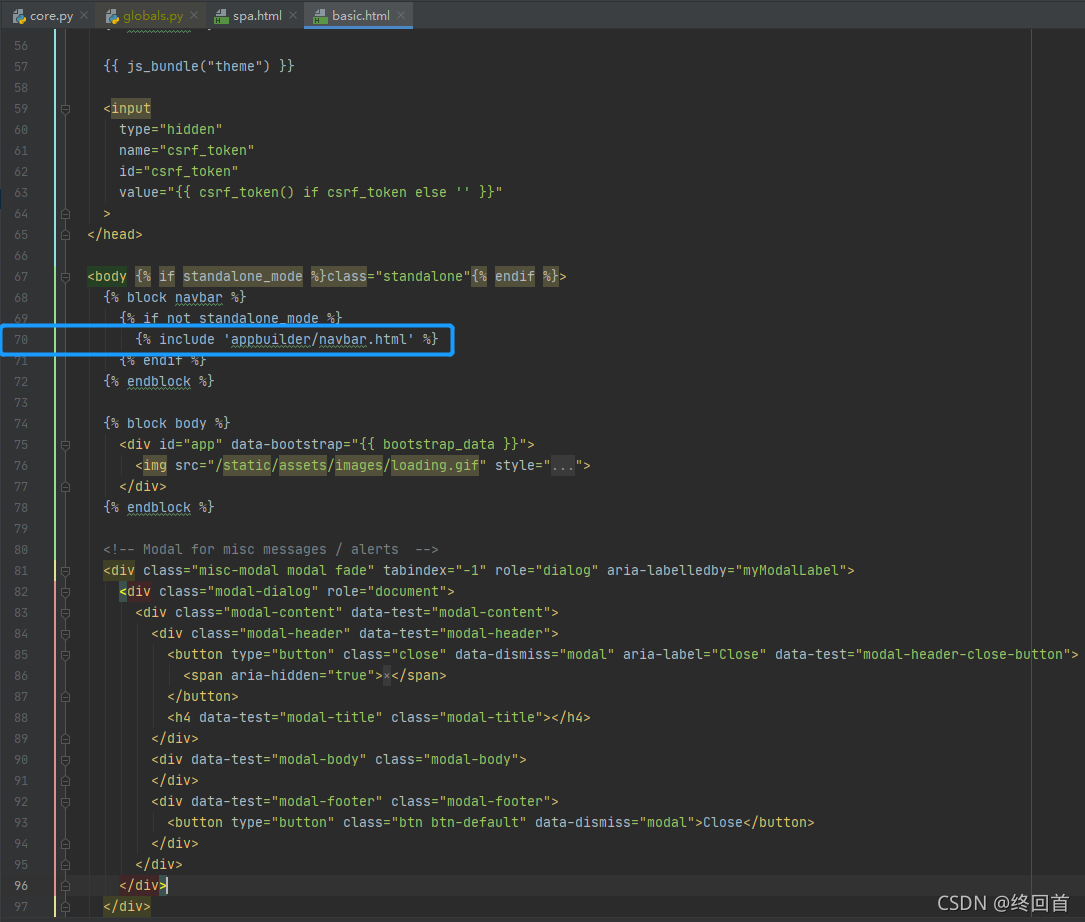 core.py globals.py spa.html basic.html
56
57 {{ js_bundle("theme") }}
58
59 <input
60 type="hidden"
61 name="csrf_token"
62 id="csrf_token"
63 value="{{ csrf_token() if csrf_token else '' }}"
64 >
65 </head>
66
67 <body {% if standalone_mode %}class="standalone"{% endif %}>
68 {% block navbar %}
69 {% if not standalone_mode %}
70 {% include 'appbuilder/navbar.html' %}
71 {% endif %}
72 {% endblock %}
73
74 {% block body %}
75 <div id="app" data-bootstrap="{{ bootstrap_data }}">
76 <img src="/static/assets/images/loading.gif" style="...">
77 </div>
78 {% endblock %}
79
80 <!-- Modal for misc messages / alerts -->
81 <div class="misc-modal modal fade" tabindex="-1" role="dialog" aria-labelledby="myModalLabel">
82 <div class="modal-dialog" role="document">
83 <div class="modal-content" data-test="modal-content">
84 <div class="modal-header" data-test="modal-header">
85 <button type="button" class="close" data-dismiss="modal" aria-label="Close" data-test="modal-header-close-button">
86 <span aria-hidden="true">×</span>
87 </button>
88 <h4 data-test="modal-title" class="modal-title"></h4>
89 </div>
90 <div data-test="modal-body" class="modal-body">
91 </div>
92 <div data-test="modal-footer" class="modal-footer">
93 <button type="button" class="btn btn-default" data-dismiss="modal">Close</button>
94 </div>
95 </div>
96 </div>
97 </div>
CSDN @终回首